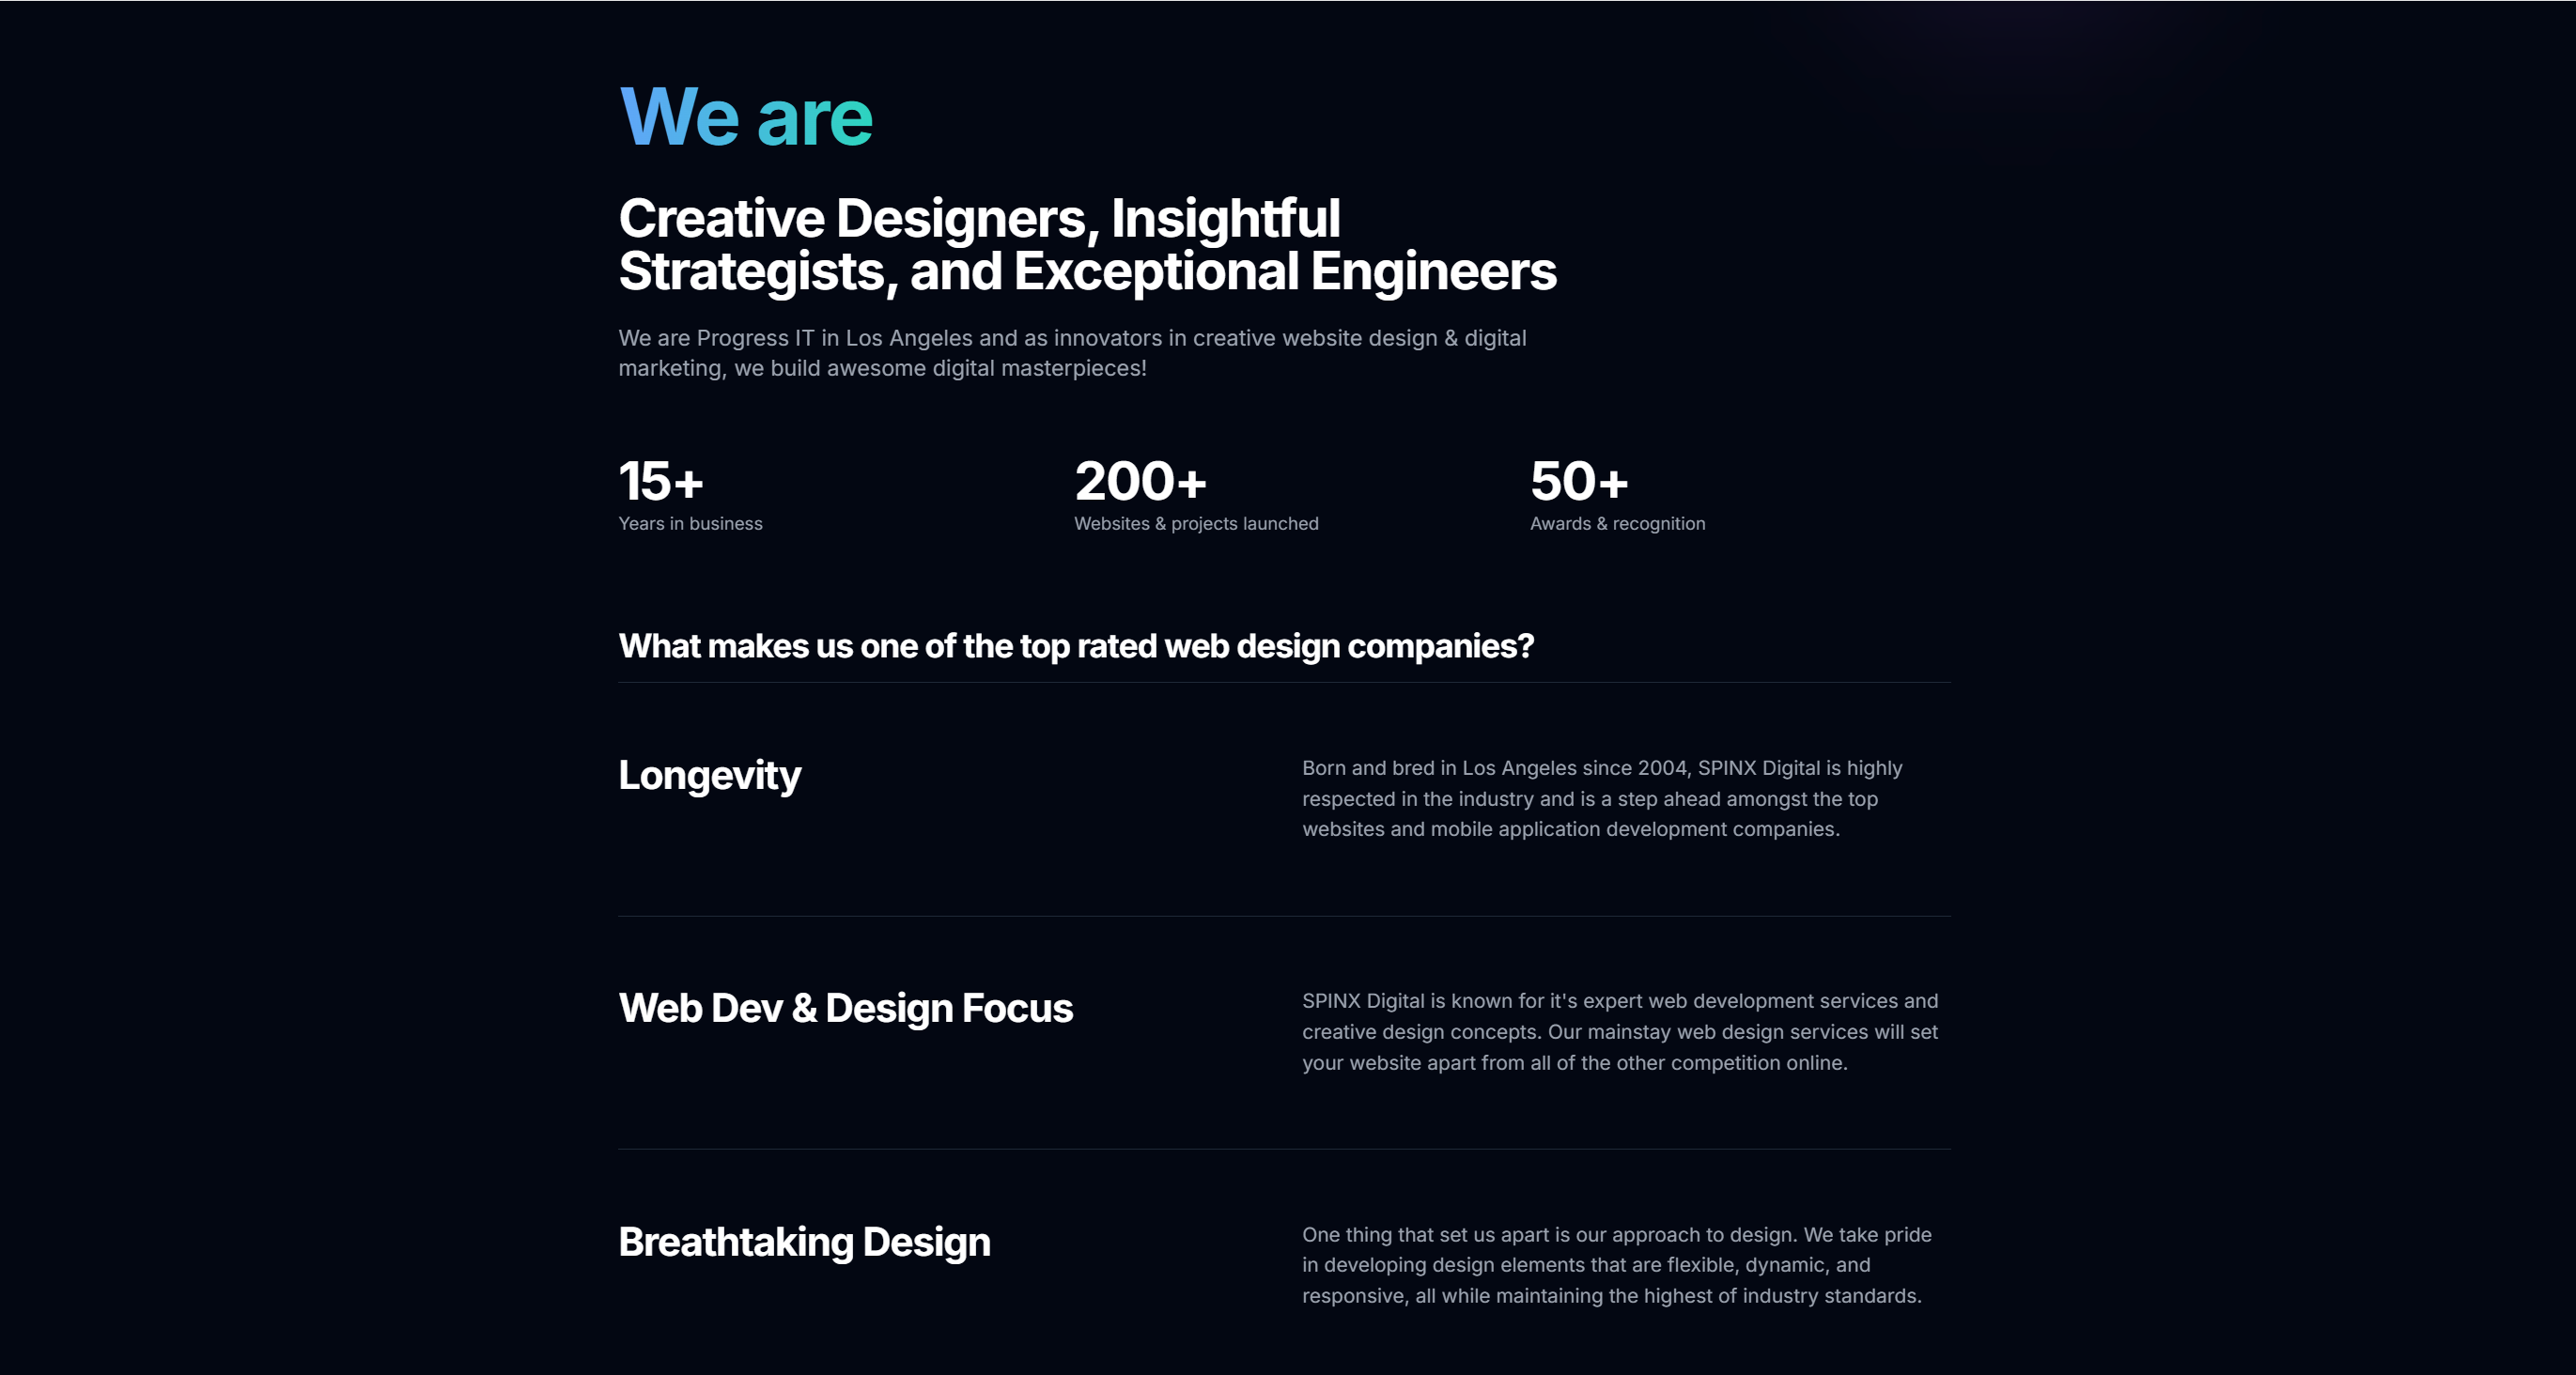 We are
Creative Designers, Insightful
Strategists, and Exceptional Engineers
We are Progress IT in Los Angeles and as innovators in creative website design & digital
marketing, we build awesome digital masterpieces!
15+
Years in business
200+
Websites & projects launched
50+
Awards & recognition
What makes us one of the top rated web design companies?
Longevity
Born and bred in Los Angeles since 2004, SPINX Digital is highly
respected in the industry and is a step ahead amongst the top
websites and mobile application development companies.
Web Dev & Design Focus
SPINX Digital is known for it's expert web development services and
creative design concepts. Our mainstay web design services will set
your website apart from all of the other competition online.
Breathtaking Design
One thing that set us apart is our approach to design. We take pride
in developing design elements that are flexible, dynamic, and
responsive, all while maintaining the highest of industry standards.